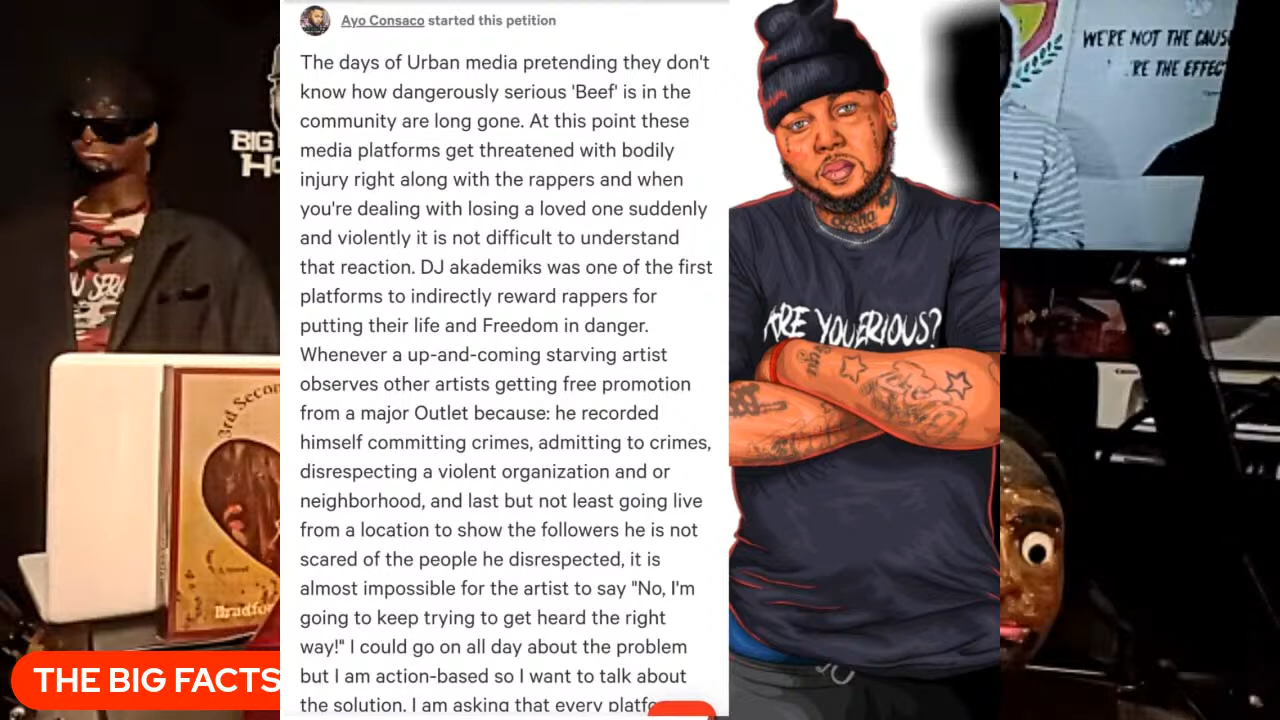 Ayo Consaco started this petition
The days of Urban media pretending they don't
know how dangerously serious 'Beef' is in the
community are long gone. At this point these
media platforms get threatened with bodily
injury right along with the rappers and when
you're dealing with losing a loved one suddenly
and violently it is not difficult to understand
that reaction. DJ akademiks was one of the first
platforms to indirectly reward rappers for
putting their life and Freedom in danger.
Whenever a up-and-coming starving artist
observes other artists getting free promotion
from a major Outlet because: he recorded
himself committing crimes, admitting to crimes,
disrespecting a violent organization and or
neighborhood, and last but not least going live
from a location to show the followers he is not
scared of the people he disrespected, it is
almost impossible for the artist to say "No, I'm
going to keep trying to get heard the right
way!" I could go on all day about the problem
but I am action-based so I want to talk about
the solution. I am asking that every
BIG
3rd Secon
A novel
Bradfo
THE BIG FACTS
ARE YOU ERIOUS?
WE'RE NOT THE CAUS
RE THE EFFEC